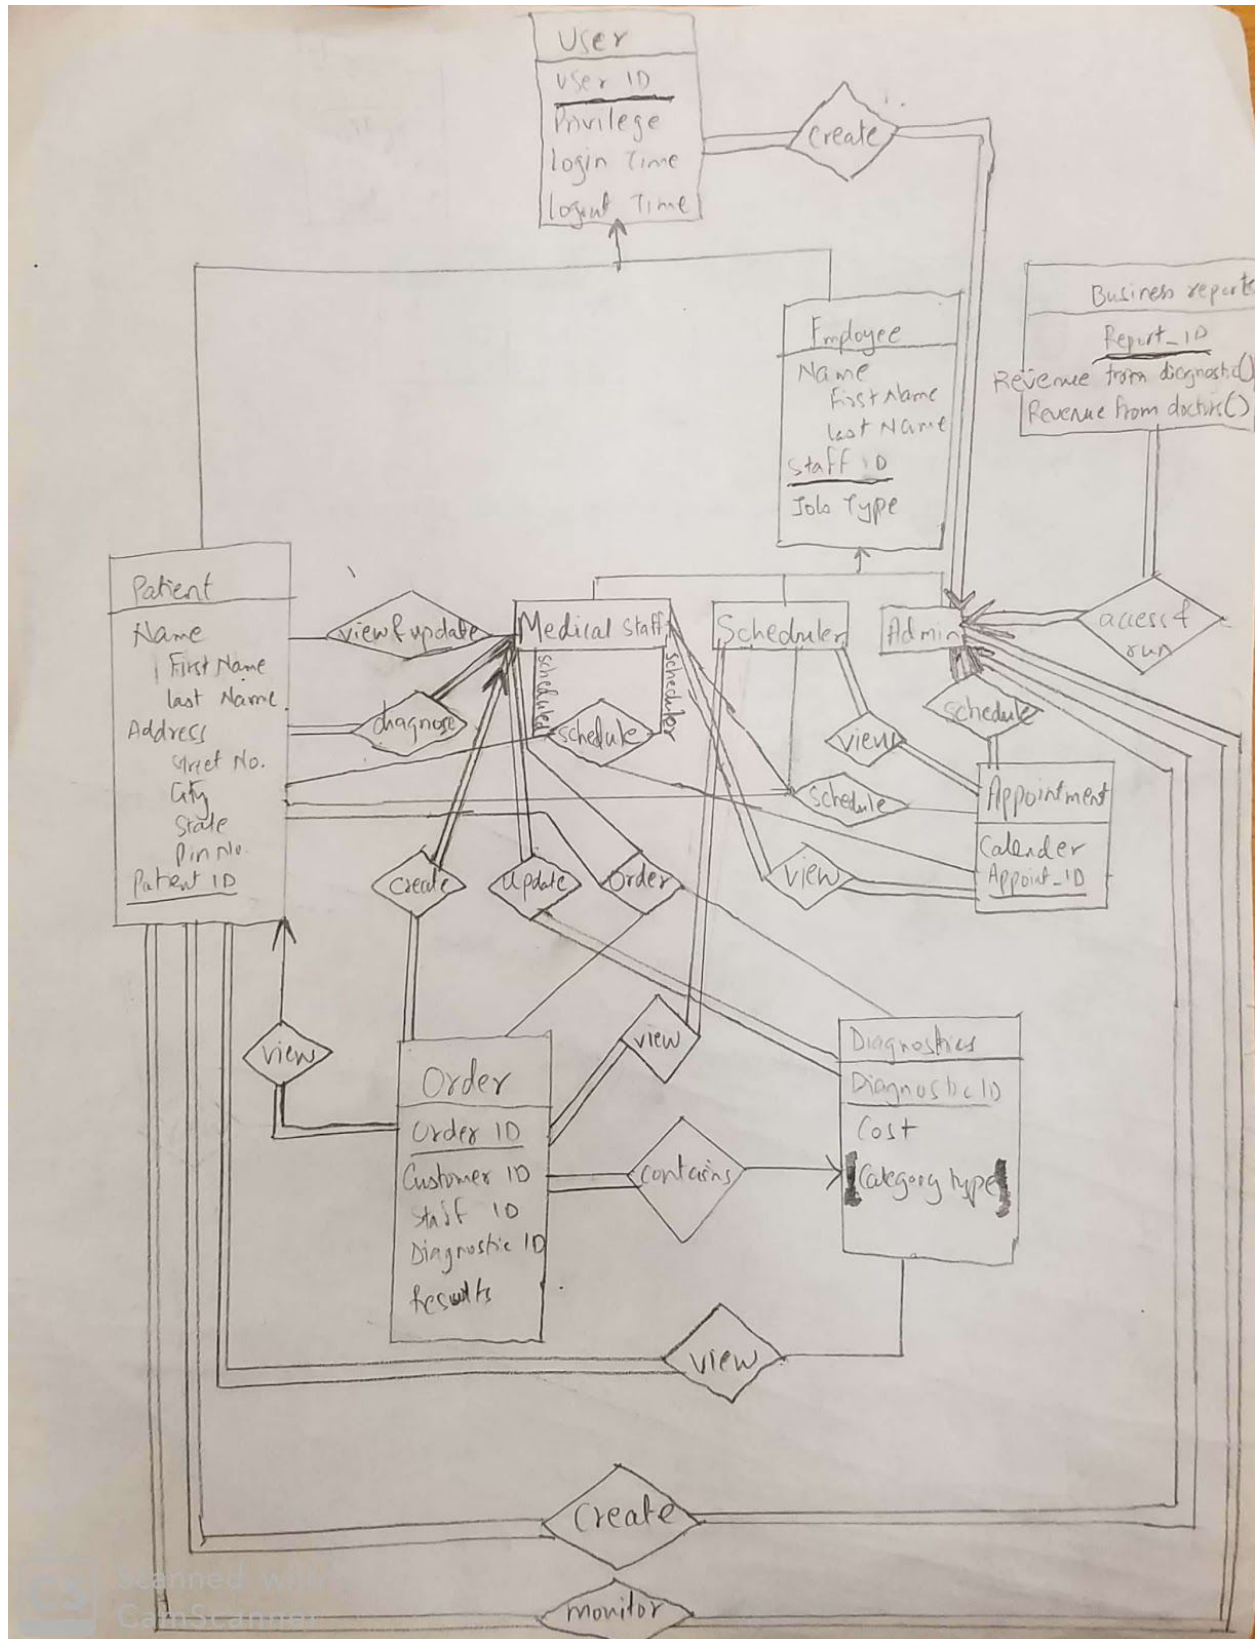 User
User ID
Privilege
Login Time
Logout Time
create
Employee
Name
First Name
Last Name
Staff ID
Job Type
Business reports
Report_ID
Revenue from diagnostic()
Revenue from doctors()
access &
run
Patient
Name
First Name
last Name
Address
Street No.
City
State
Pin No.
Patient ID
view & update
Medical Staff
Scheduler
Admin
diagnose
scheduled
scheduler
schedule
view
schedule
schedule
Appointment
Calender
Appoint_ID
create
update
order
view
view
view
Order
Order ID
Customer ID
Staff ID
Diagnostic ID
Results
contains
Diagnostics
Diagnostic ID
Cost
Category type
view
Create
monitor
CS
Scanned with
CamScanner